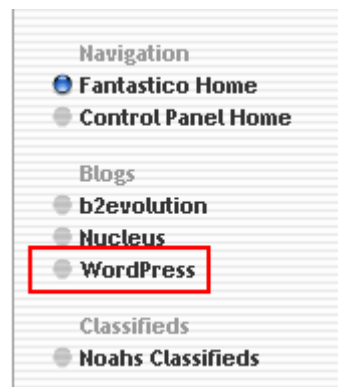 Navigation
Fantastico Home
Control Panel Home
Blogs
b2evolution
Nucleus
WordPress
Classifieds
Noahs Classifieds